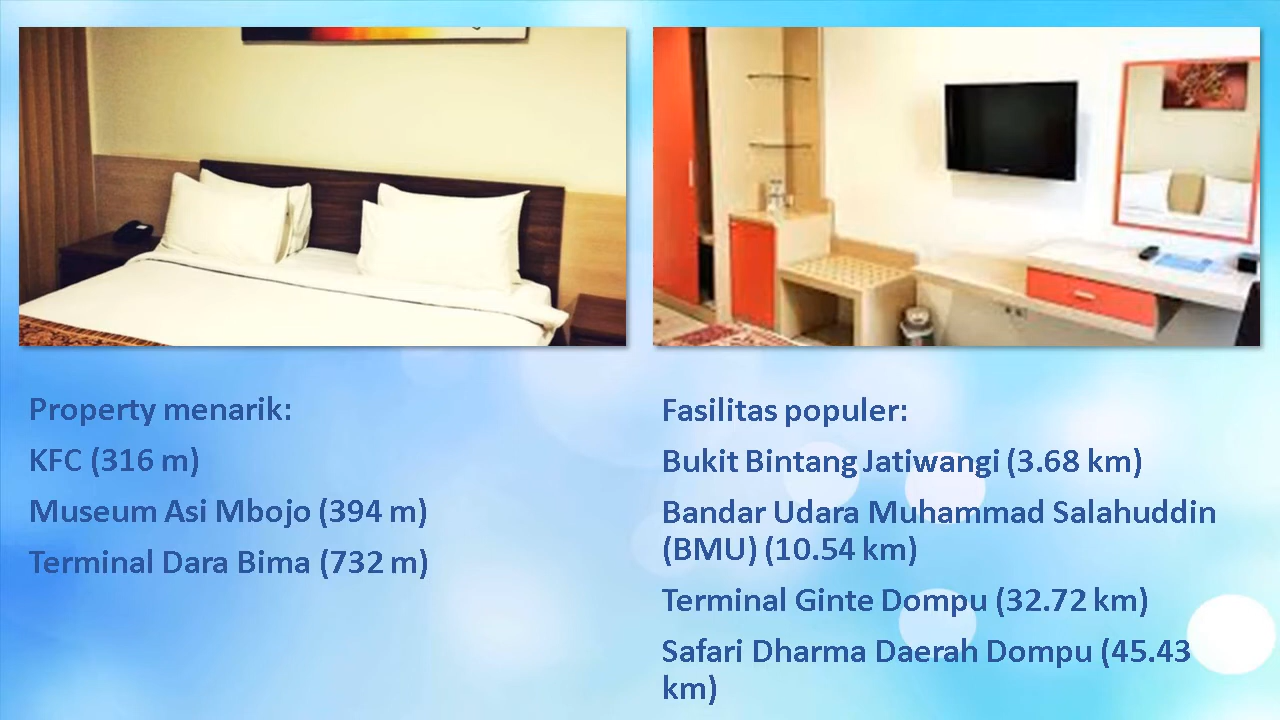 Property menarik:
KFC (316 m)
Museum Asi Mbojo (394 m)
Terminal Dara Bima (732 m)
Fasilitas populer:
Bukit Bintang Jatiwangi (3.68 km)
Bandar Udara Muhammad Salahuddin
(BMU) (10.54 km)
Terminal Ginte Dompu (32.72 km)
Safari Dharma Daerah Dompu (45.43
km)